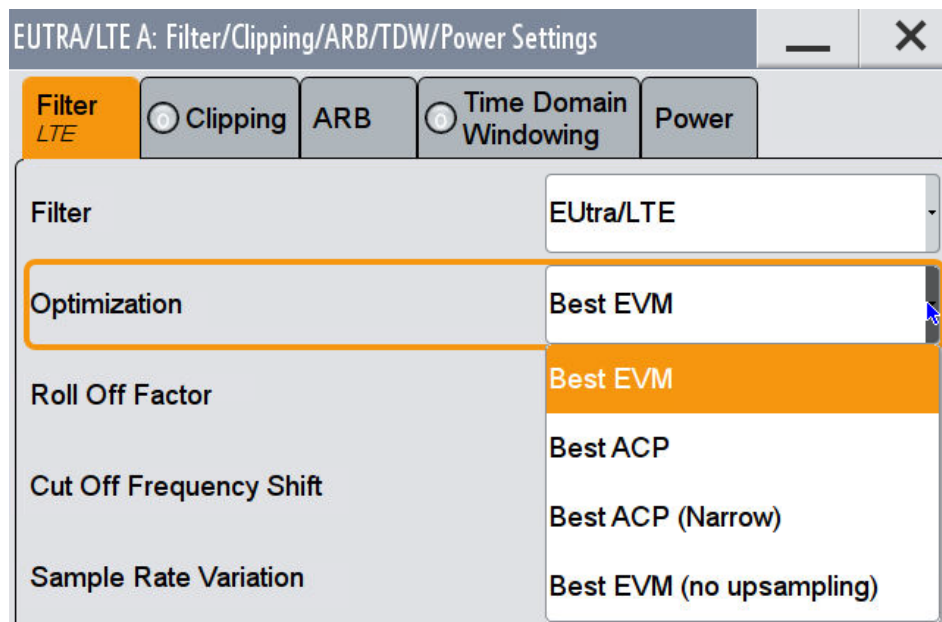 EUTRA/LTE A: Filter/Clipping/ARB/TDW/Power Settings
Filter
LTE
0 Clipping
ARB
0 Time Domain
Windowing
Power
Filter
EUtra/LTE
Optimization
Best EVM
Best EVM
Roll Off Factor
Best ACP
Cut Off Frequency Shift
Best ACP (Narrow)
Sample Rate Variation
Best EVM (no upsampling)